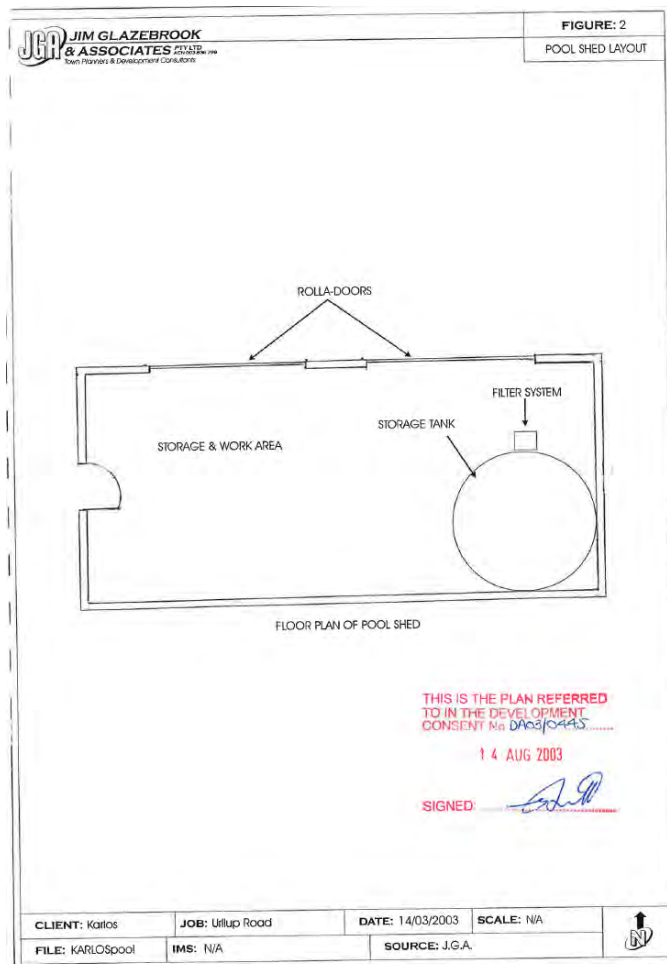 JGA JIM GLAZEBROOK
& ASSOCIATES PTY LTD
Town Planners & Development Consultants
FIGURE: 2
POOL SHED LAYOUT
ROLLA-DOORS
FILTER SYSTEM
STORAGE TANK
STORAGE & WORK AREA
FLOOR PLAN OF POOL SHED
THIS IS THE PLAN REFERRED
TO IN THE DEVELOPMENT
CONSENT No DA03/0445
14 AUG 2003
SIGNED
CLIENT: Karlos
JOB: Urliup Road
DATE: 14/03/2003
SCALE: N/A
N
FILE: KARLOSpool
IMS: N/A
SOURCE: J.G.A.